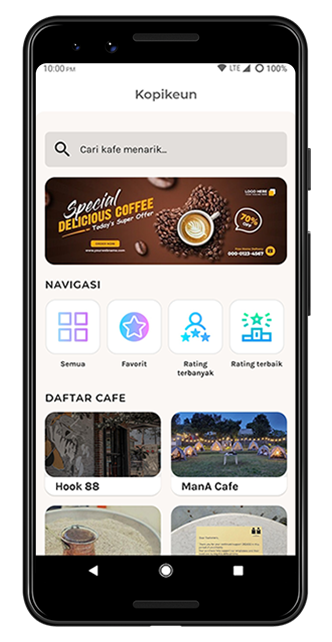 10:00 PM
LTE
100%
Kopikeun
Cari kafe menarik...
Special
DELICIOUS COFFEE
Today's Super Offer
LOGO HERE
70%
OFF
ORDER NOW
www.yourwebname.com
000-0123-4567
NAVIGASI
Semua
Favorit
Rating
terbanyak
Rating terbaik
DAFTAR CAFE
Hook 88
ManA Cafe